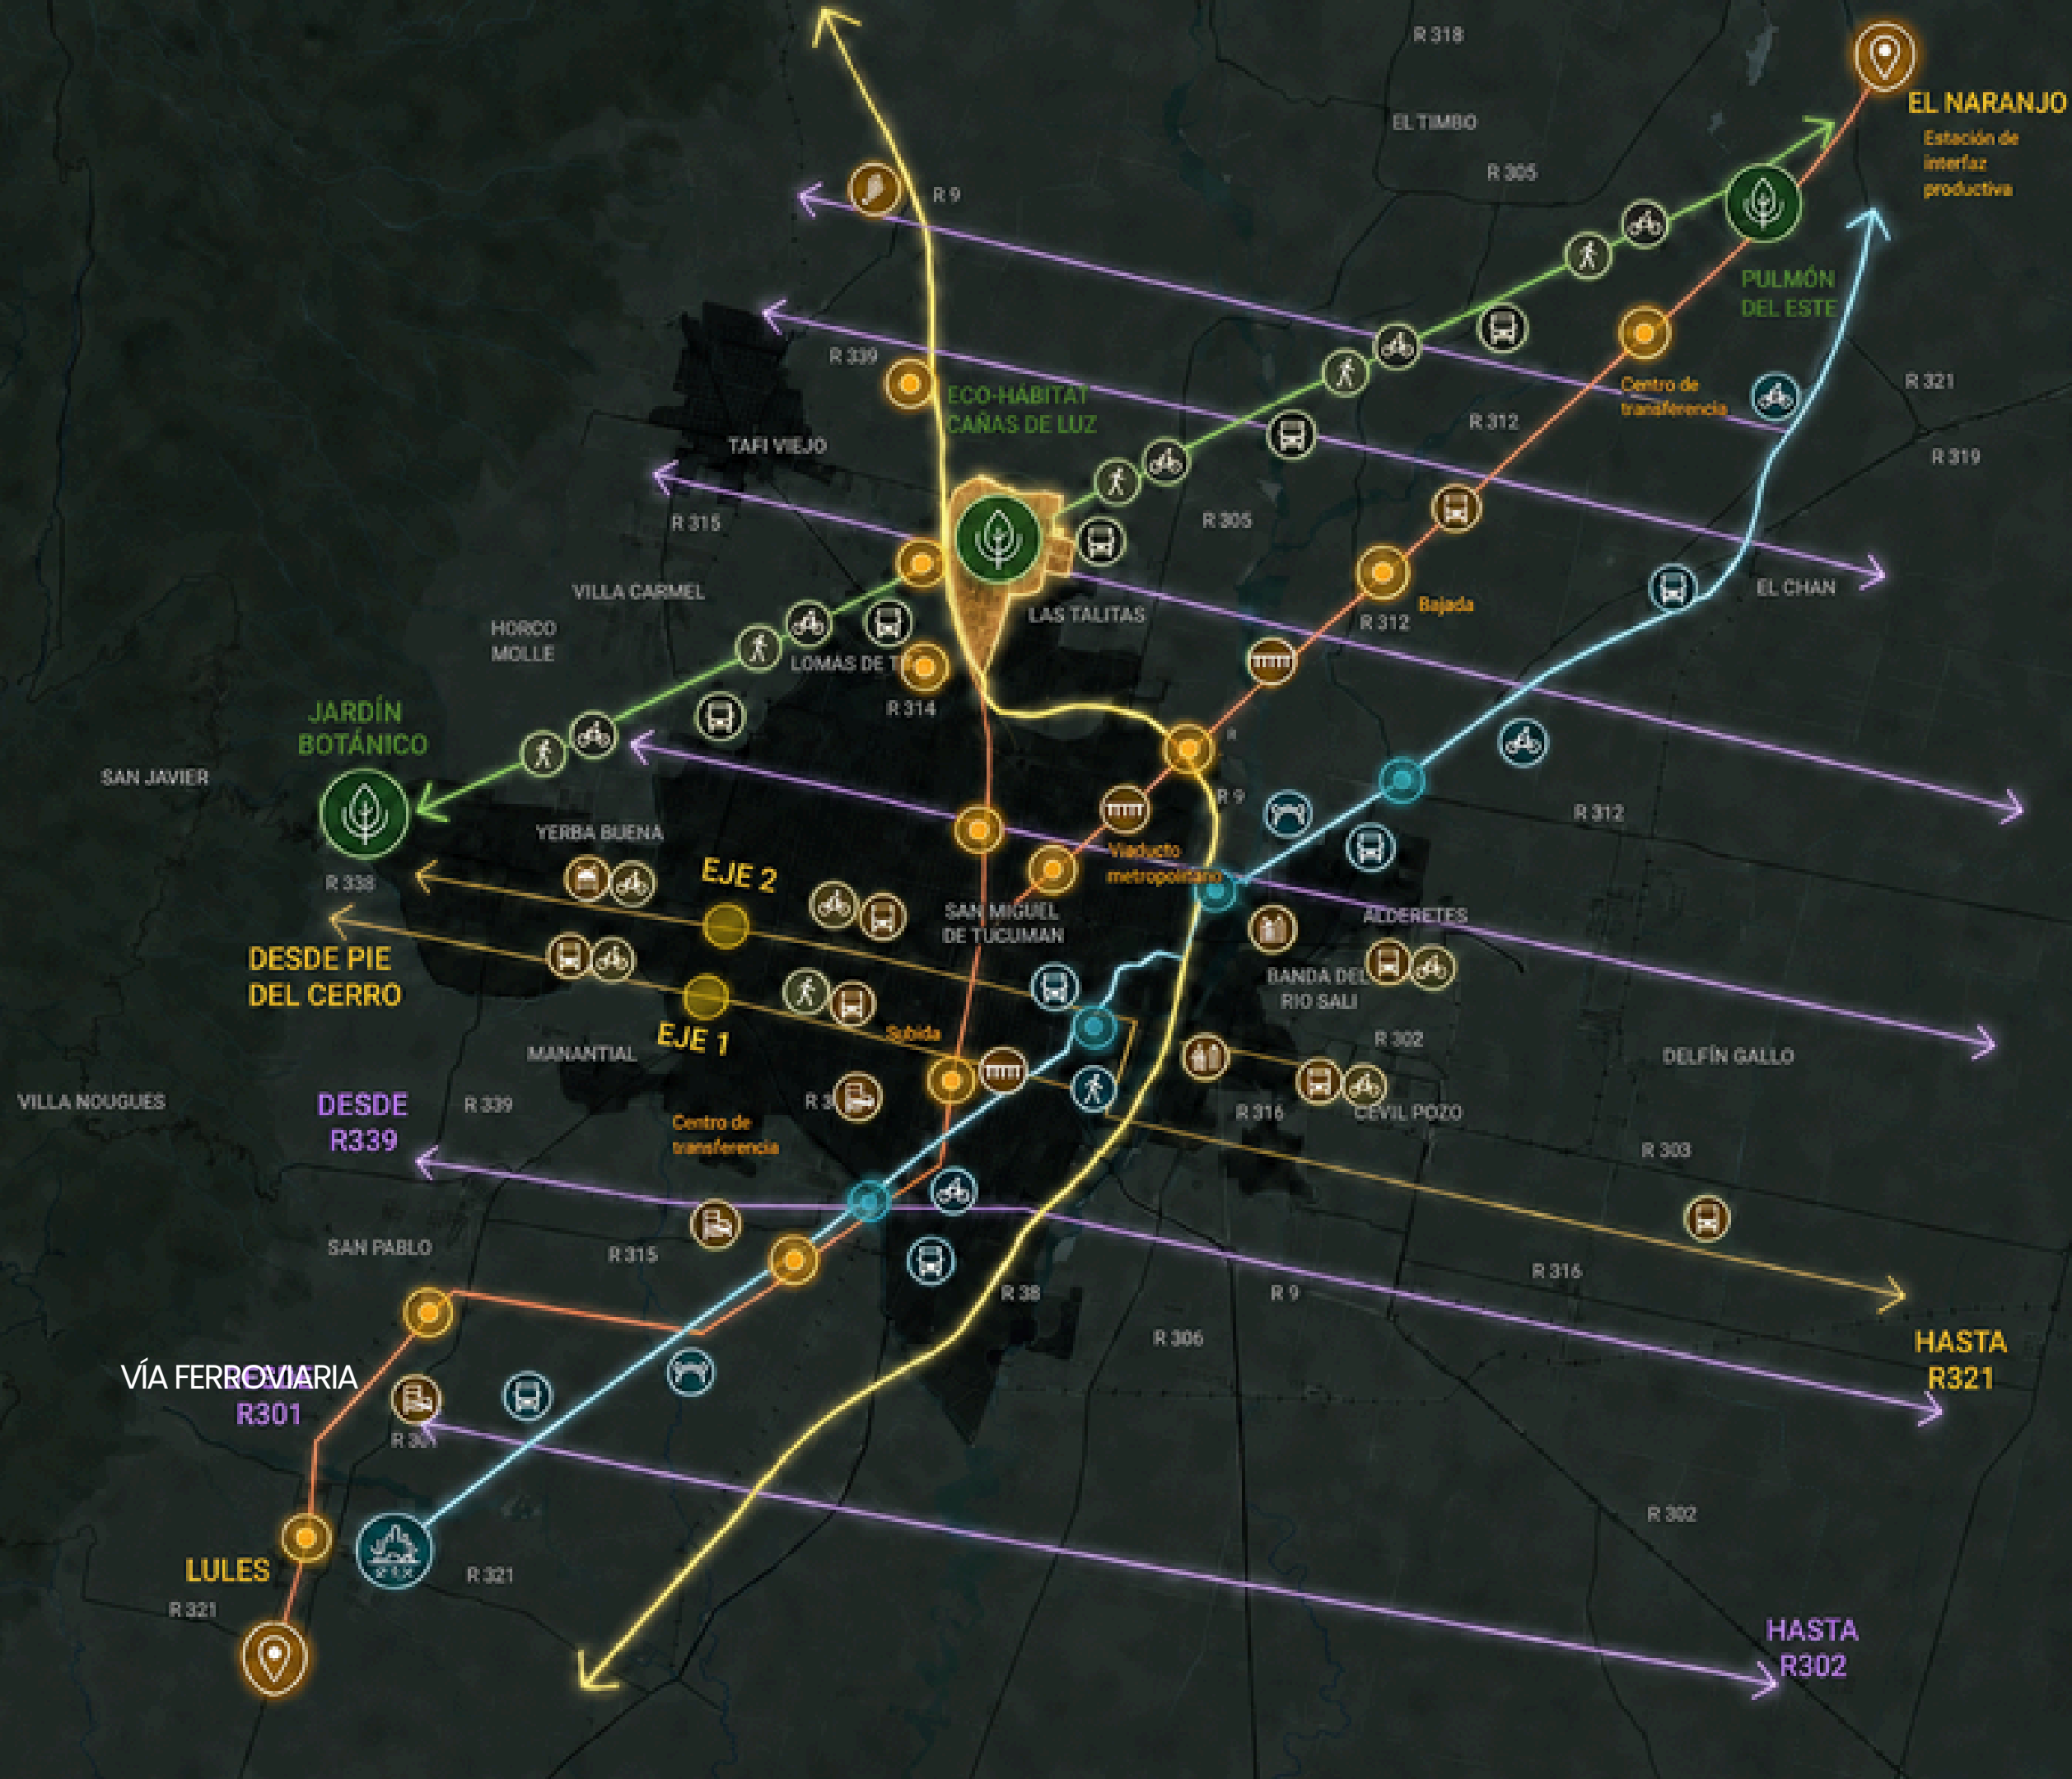 R 318
EL NARANJO
Estación de
interfaz
productiva
EL TIMBO
R 305
R 9
PULMÓN
DEL ESTE
R 339
ECO-HÁBITAT
CAÑAS DE LUZ
Centro de
transferencia
R 321
R 312
TAFI VIEJO
R 319
R 315
R 305
VILLA CARMEL
EL CHAN
Bajada
LAS TALITAS
R 312
HORCO
MOLLE
LOMAS DE
R 314
JARDÍN
BOTÁNICO
R
SAN JAVIER
R 9
R 312
YERBA BUENA
Viaducto
metropolitano
EJE 2
R 338
SAN MIGUEL
DE TUCUMAN
ALDERETES
DESDE PIE
DEL CERRO
BANDA DEL
RIO SALI
EJE 1
Subida
R 302
MANANTIAL
DELFÍN GALLO
VILLA NOUGUES
DESDE
R339
R 339
R 3
R 316
CEVIL POZO
Centro de
transferencia
R 303
SAN PABLO
R 315
R 316
R 38
R 9
R 306
HASTA
R321
VÍA FERROVIARIA
DESDE
R301
R 301
R 302
LULES
R 321
R 321
HASTA
R302